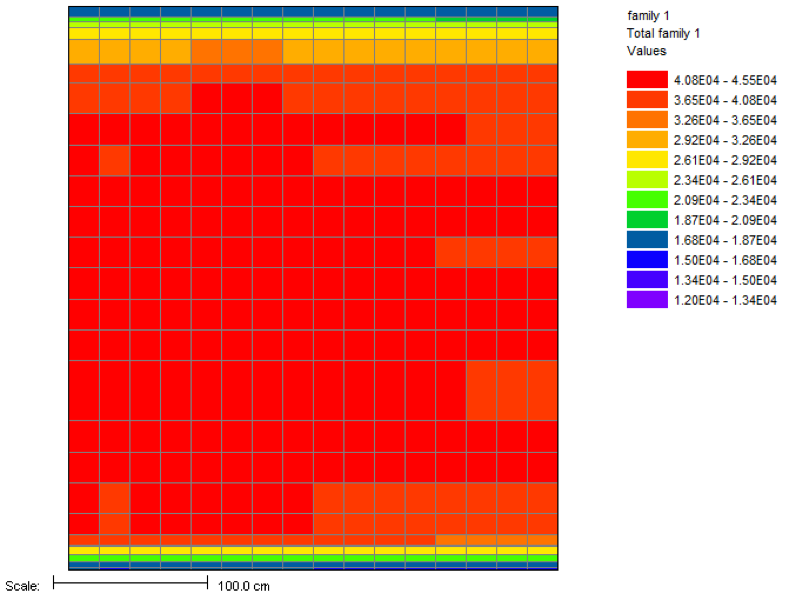 family 1
Total family 1
Values
4.08E04 - 4.55E04
3.65E04 - 4.08E04
3.26E04 - 3.65E04
2.92E04 - 3.26E04
2.61E04 - 2.92E04
2.34E04 - 2.61E04
2.09E04 - 2.34E04
1.87E04 - 2.09E04
1.68E04 - 1.87E04
1.50E04 - 1.68E04
1.34E04 - 1.50E04
1.20E04 - 1.34E04
Scale: 100.0 cm